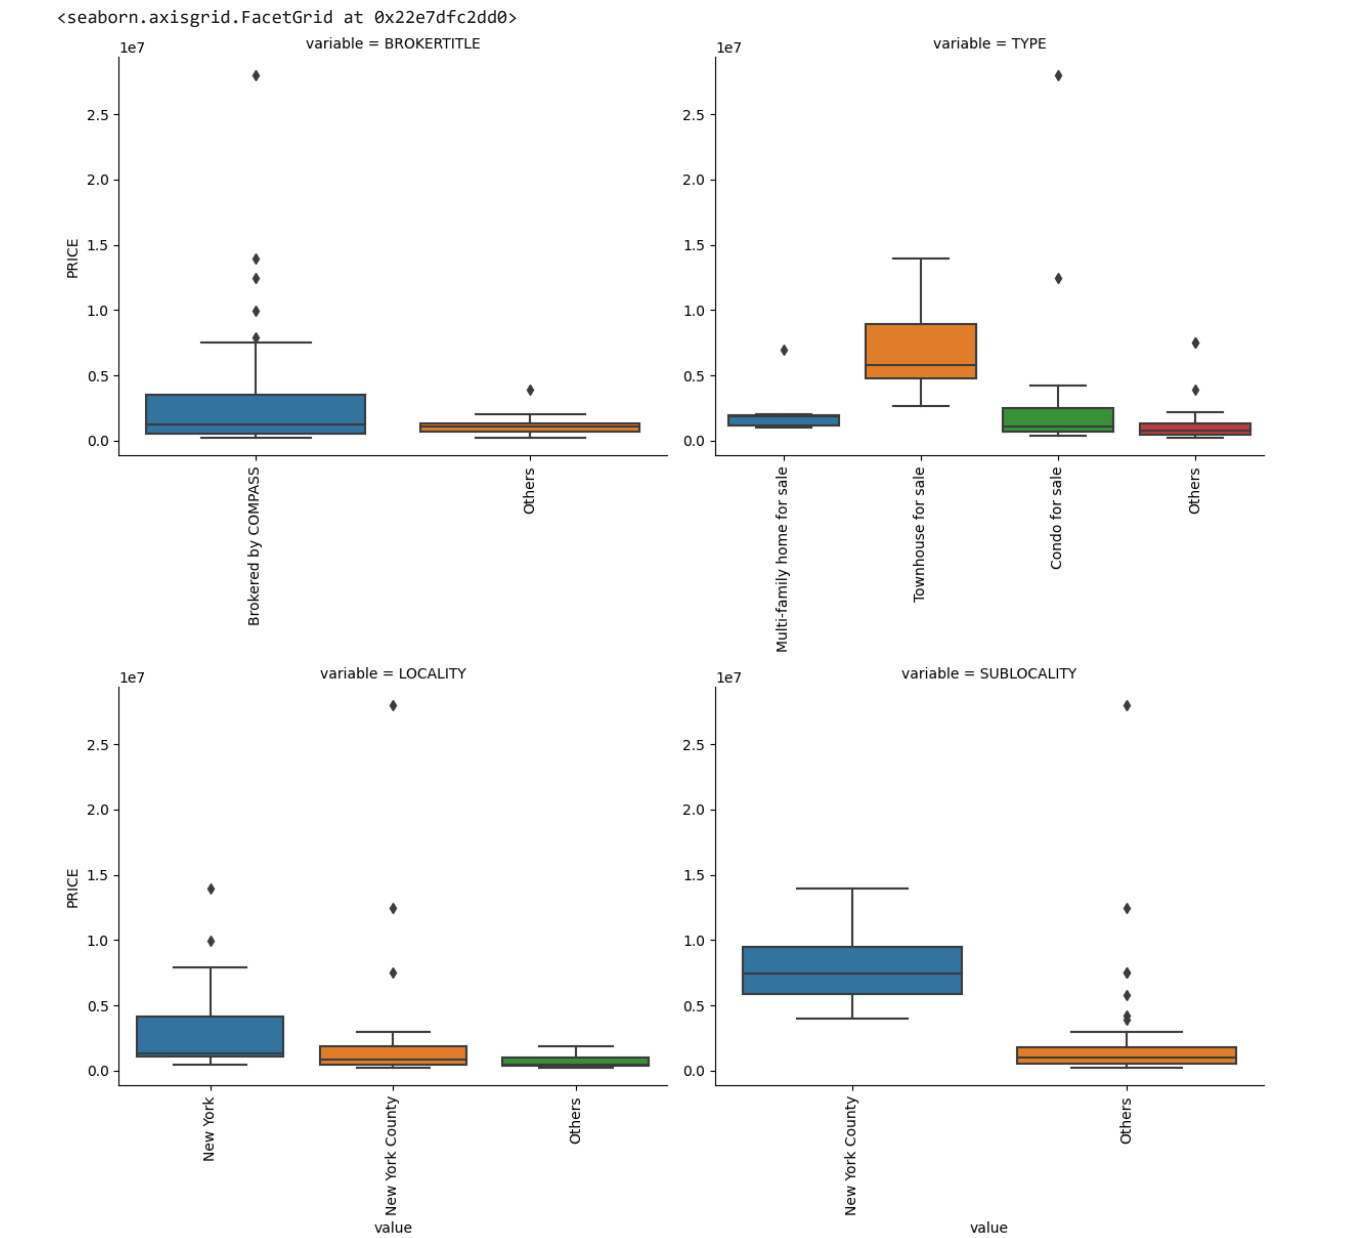 <seaborn.axisgrid.FacetGrid at 0x22e7dfc2dd0>
variable = BROKERTITLE
1e7
2.5
2.0
1.5
1.0
0.5
0.0
PRICE
Brokered by COMPASS
Others
variable = TYPE
1e7
2.5
2.0
1.5
1.0
0.5
0.0
Multi-family home for sale
Townhouse for sale
Condo for sale
Others
variable = LOCALITY
1e7
2.5
2.0
1.5
1.0
0.5
0.0
PRICE
New York
New York County
Others
value
variable = SUBLOCALITY
1e7
2.5
2.0
1.5
1.0
0.5
0.0
New York County
Others
value